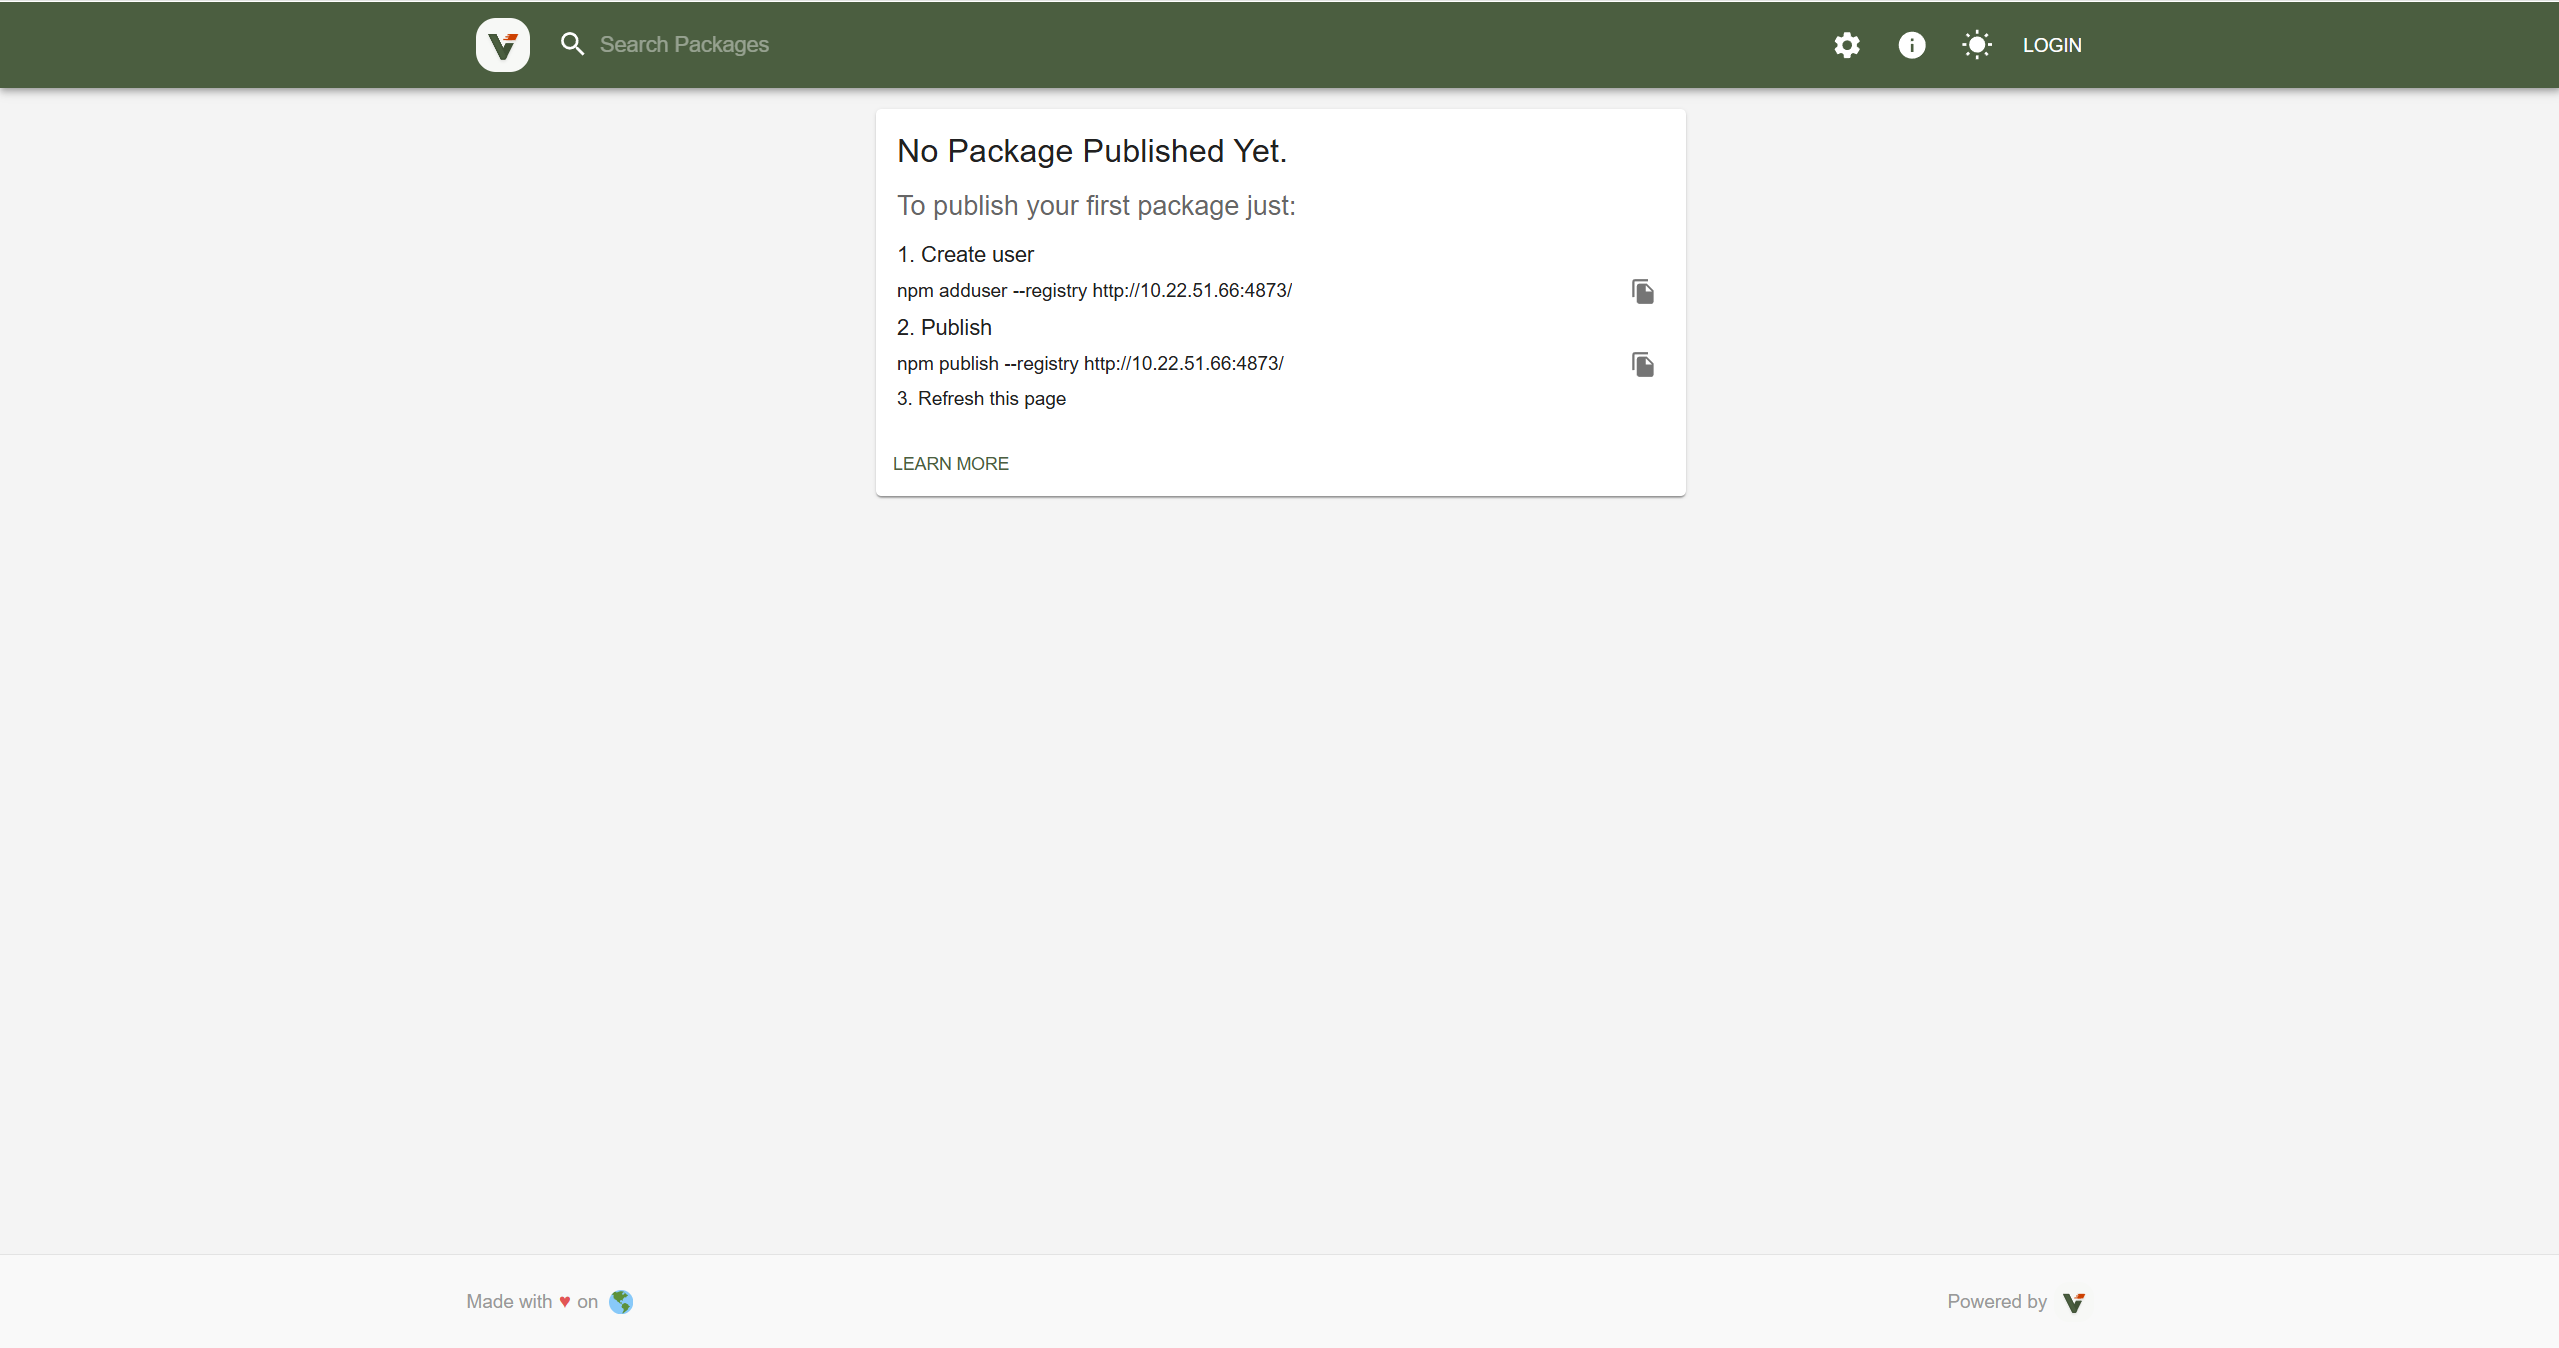 Search Packages
LOGIN
No Package Published Yet.
To publish your first package just:
1. Create user
npm adduser --registry http://10.22.51.66:4873/
2. Publish
npm publish --registry http://10.22.51.66:4873/
3. Refresh this page
LEARN MORE
Made with ♥ on
Powered by